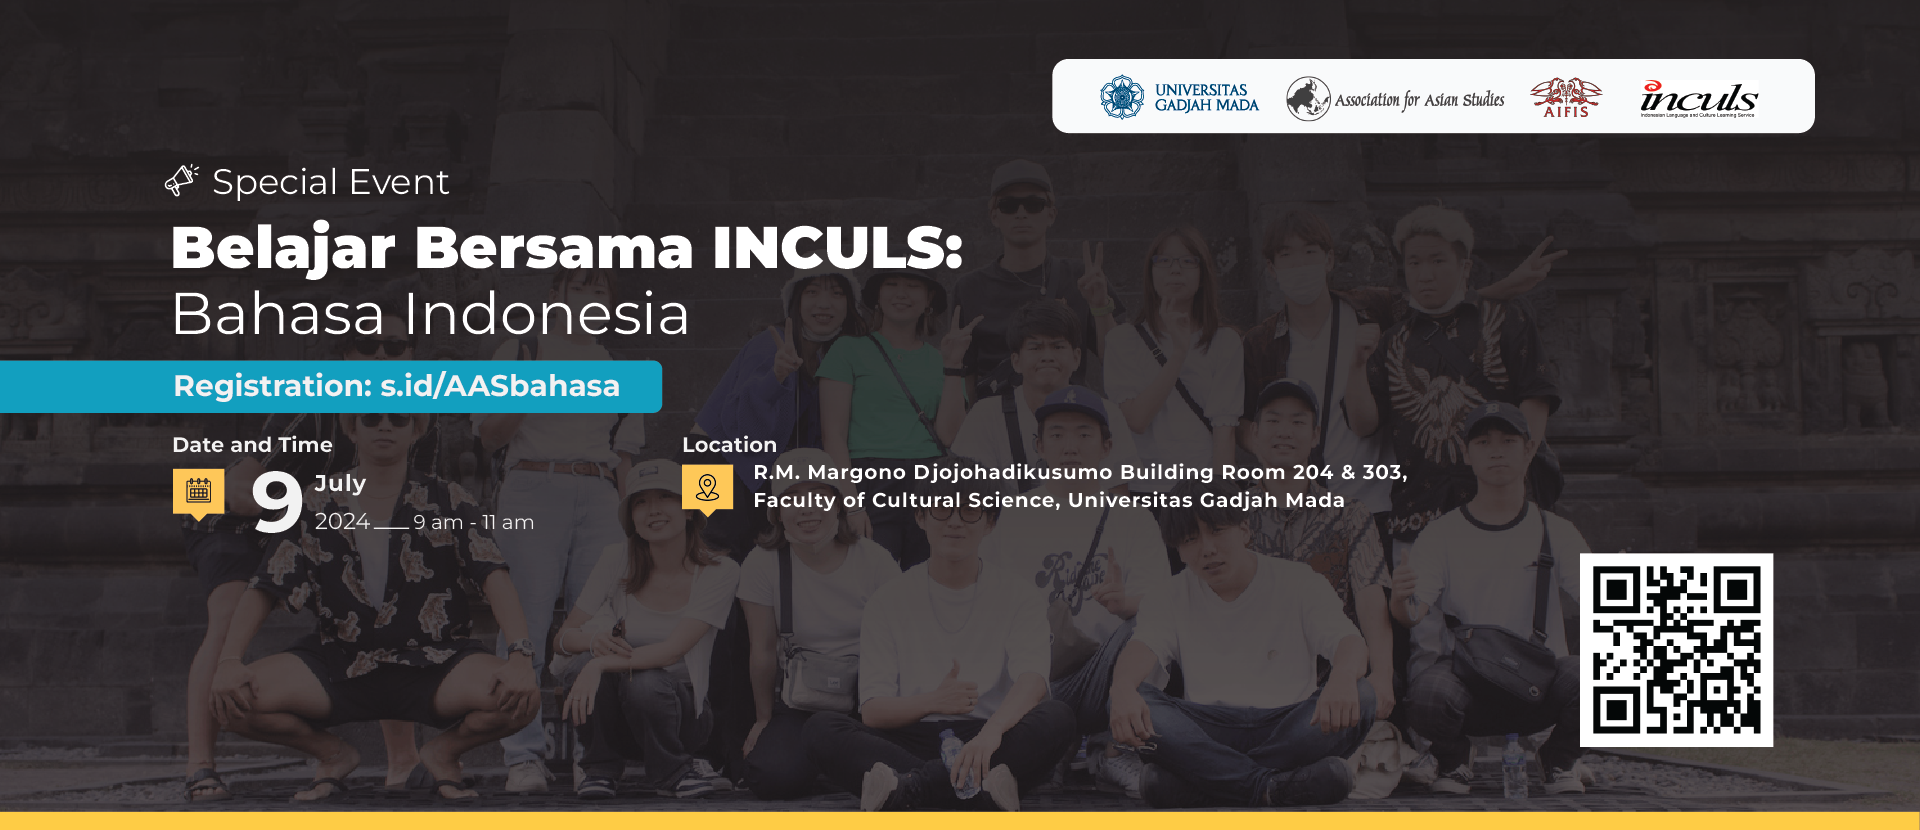 UNIVERSITAS
GADJAH MADA
Association for Asian Studies
AIFIS
inculs
Indonesian Language and Culture Learning Service
Special Event
Belajar Bersama INCULS:
Bahasa Indonesia
Registration: s.id/AASbahasa
Date and Time
9 July
2024 9 am - 11 am
Location
R.M. Margono Djojohadikusumo Building Room 204 & 303,
Faculty of Cultural Science, Universitas Gadjah Mada